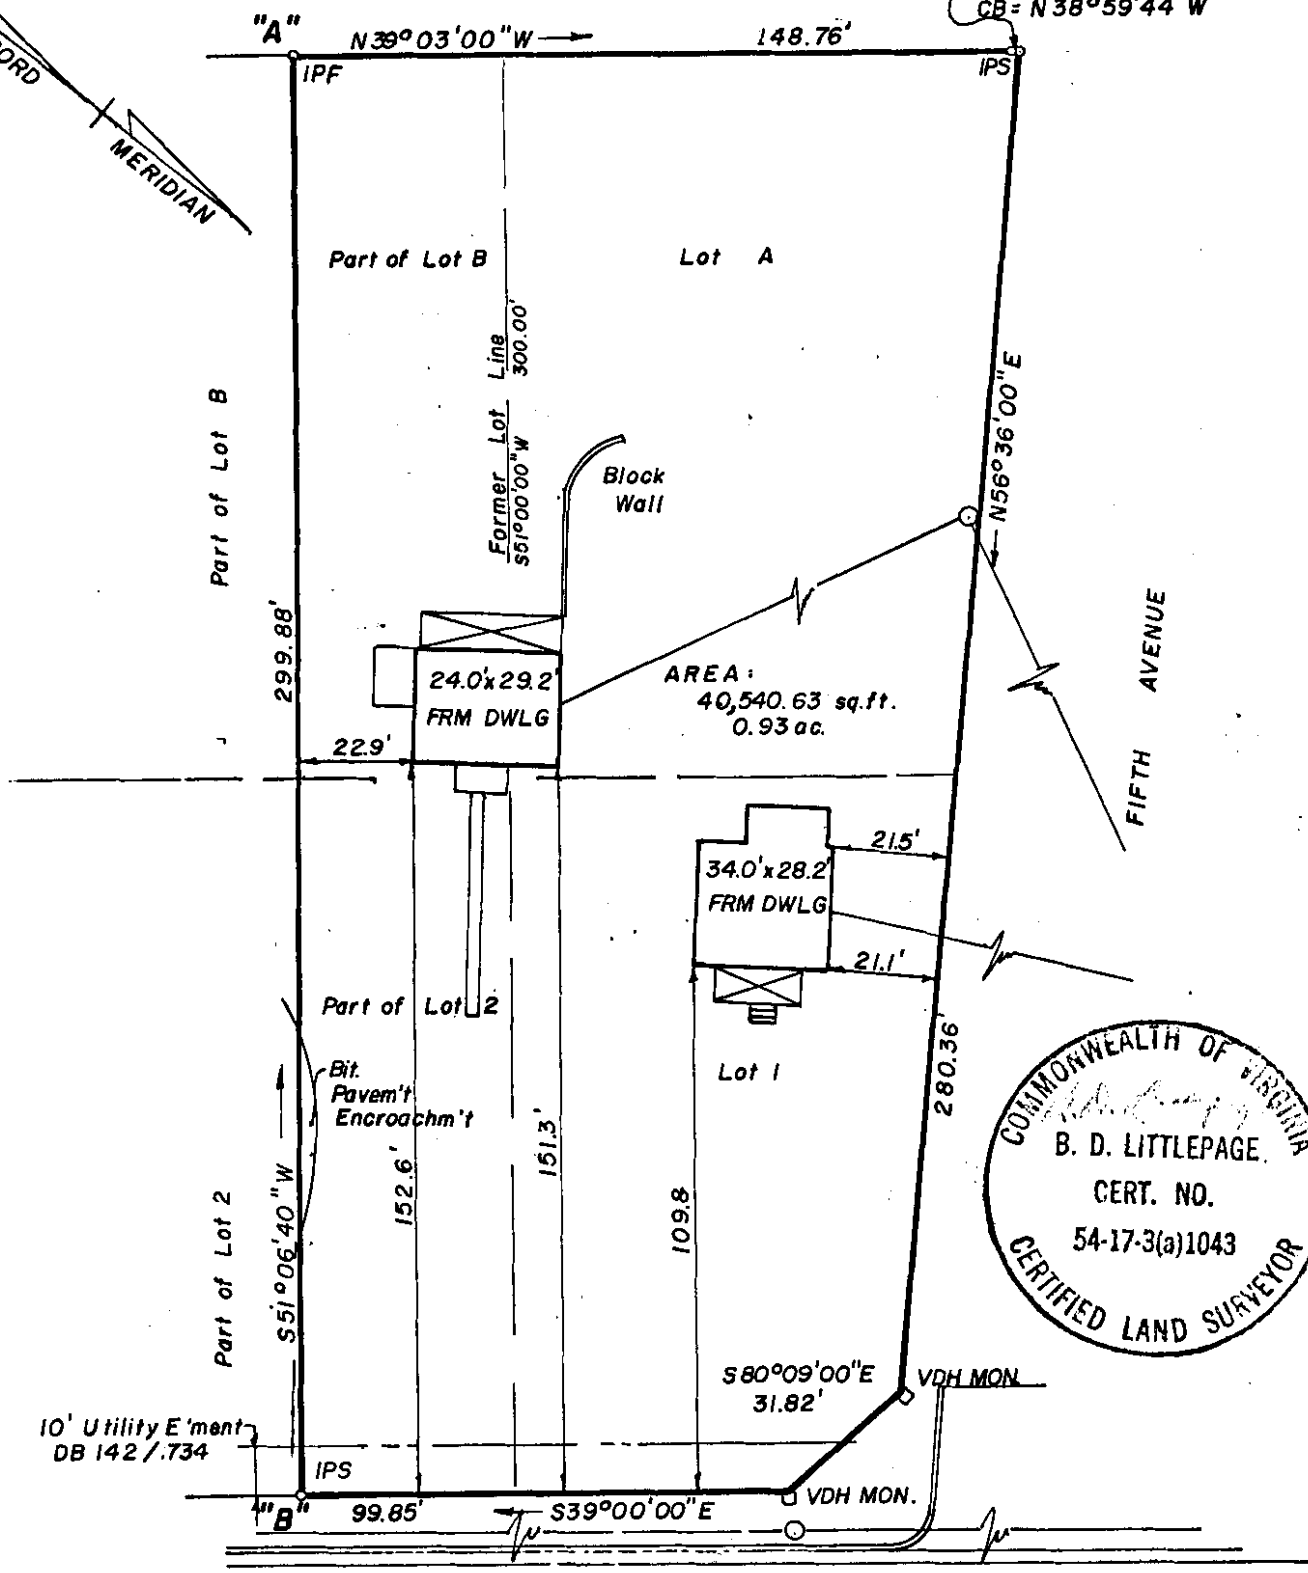 CB = N 38°59'44" W
"A"
N39°03'00"W
148.76'
IPF
IPS
MERIDIAN
Part of Lot B
Lot A
Former Lot Line
S51°00'00"W 300.00'
Part of Lot B
Block
Wall
N56°36'00"E
299.88'
24.0'x29.2'
FRM DWLG
AREA:
40,540.63 sq.ft.
0.93 ac.
FIFTH AVENUE
22.9'
21.5'
34.0'x28.2'
FRM DWLG
21.1'
Part of Lot 2
Lot 1
280.36'
Bit.
Pavem't
Encroachm't
S51°06'40"W
152.6'
151.3'
109.8
Part of Lot 2
COMMONWEALTH OF VIRGINIA
B. D. LITTLEPAGE
CERT. NO.
54-17-3(a)1043
CERTIFIED LAND SURVEYOR
S80°09'00"E
31.82'
VDH MON.
10' Utility E'ment
DB 142/734
IPS
VDH MON.
"B"
99.85'
S39°00'00"E